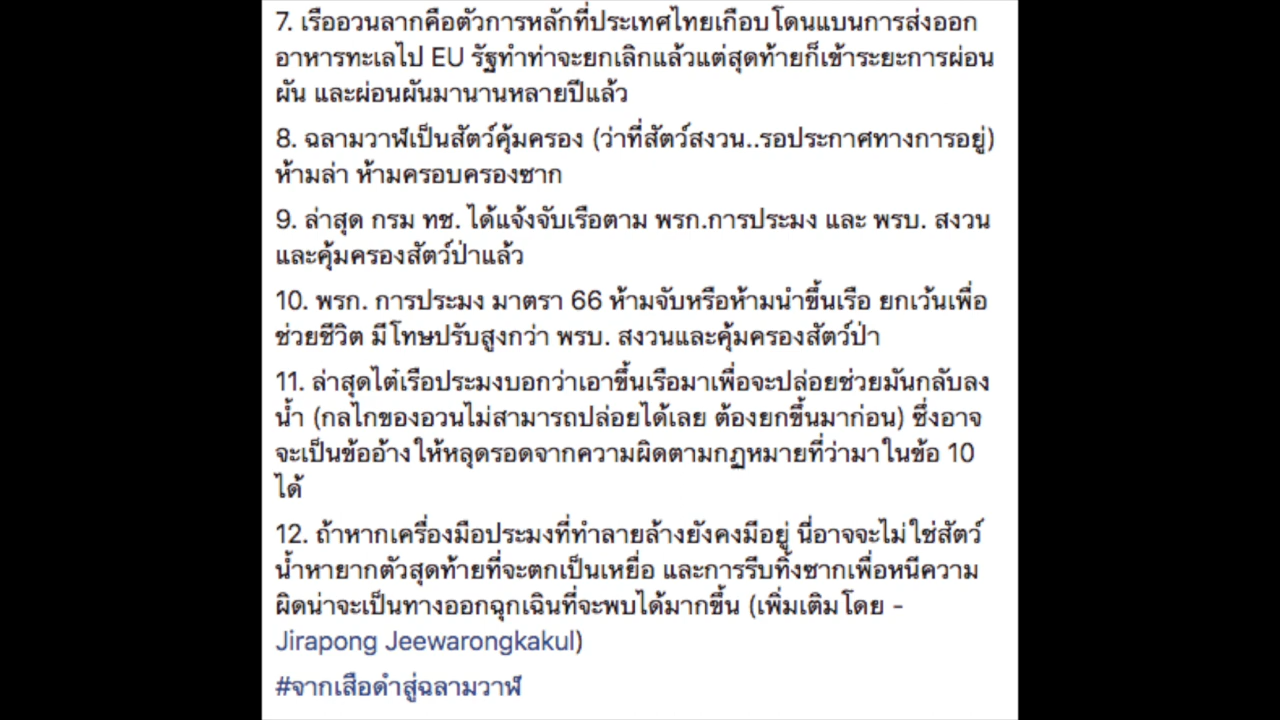 7. เรืออวนลากคือตัวการหลักที่ประเทศไทยเกือบโดนแบนการส่งออก
อาหารทะเลไป EU รัฐทำท่าจะยกเลิกแล้วแต่สุดท้ายก็เข้าระยะการผ่อน
ผัน และผ่อนผันมานานหลายปีแล้ว
8. ฉลามวาฬเป็นสัตว์คุ้มครอง (ว่าที่สัตว์สงวน..รอประกาศทางการอยู่)
ห้ามล่า ห้ามครอบครองซาก
9. ล่าสุด กรม ทช. ได้แจ้งจับเรือตาม พรก.การประมง และ พรบ. สงวน
และคุ้มครองสัตว์ป่าแล้ว
10. พรก. การประมง มาตรา 66 ห้ามจับหรือห้ามนำขึ้นเรือ ยกเว้นเพื่อ
ช่วยชีวิต มีโทษปรับสูงกว่า พรบ. สงวนและคุ้มครองสัตว์ป่า
11. ล่าสุดไต๋เรือประมงบอกว่าเอาขึ้นเรือมาเพื่อจะปล่อยช่วยมันกลับลง
น้ำ (กลไกของอวนไม่สามารถปล่อยได้เลย ต้องยกขึ้นมาก่อน) ซึ่งอาจ
จะเป็นข้ออ้างให้หลุดรอดจากความผิดตามกฎหมายที่ว่ามาในข้อ 10
ได้
12. ถ้าหากเครื่องมือประมงที่ทำลายล้างยังคงมีอยู่ นี่อาจจะไม่ใช่สัตว์
น้ำหายากตัวสุดท้ายที่จะตกเป็นเหยื่อ และการรีบทิ้งซากเพื่อหนีความ
ผิดน่าจะเป็นทางออกฉุกเฉินที่จะพบได้มากขึ้น (เพิ่มเติมโดย -
Jirapong Jeewarongkakul)
#จากเสือดำสู่ฉลามวาฬ